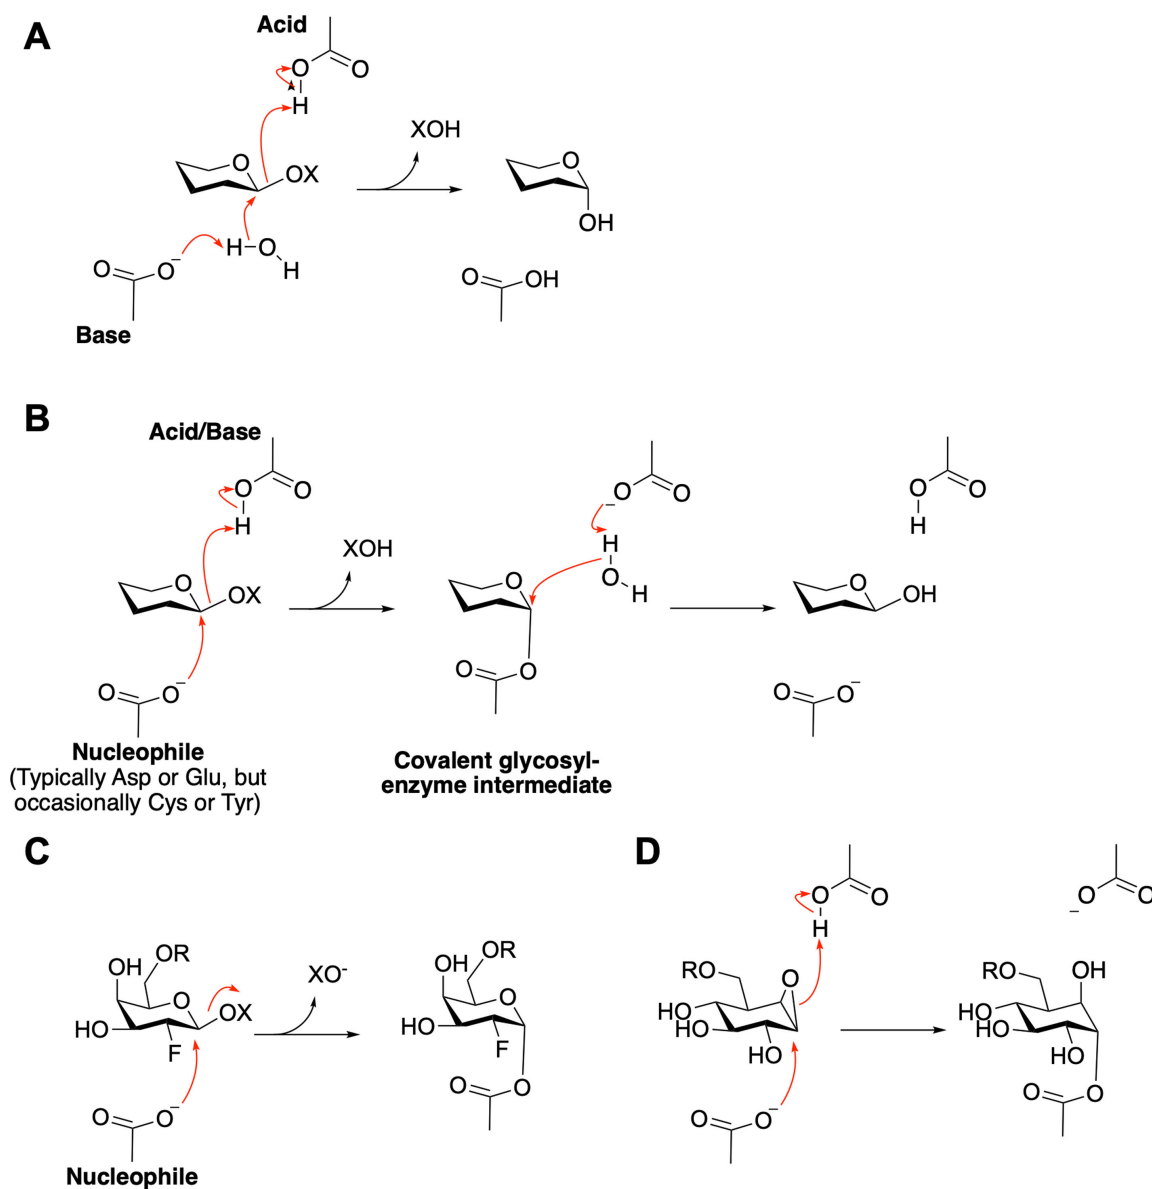 A
Acid
O
O
H
O
OX
H
O
H
O
O−
Base
XOH
O
OH
O
OH
B
Acid/Base
O
O
H
O
OX
O
O−
Nucleophile
(Typically Asp or Glu, but
occasionally Cys or Tyr)
XOH
−O
O
H
O
H
O
O
O
Covalent glycosyl-
enzyme intermediate
O
O
H
O
OH
O
O−
C
OH
OR
O
OX
HO
F
O
O−
Nucleophile
XO-
OH
OR
O
HO
F
O
O
D
O
O
H
RO
O
HO
HO
HO
O
O−
−O
O
RO
OH
HO
HO
HO
O
O